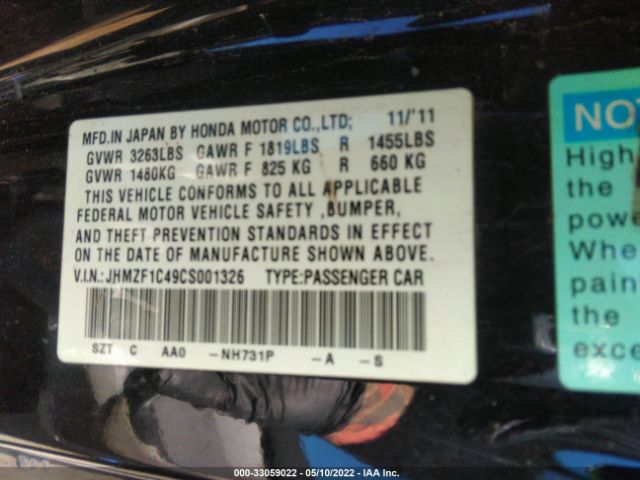 MFD.IN JAPAN BY HONDA MOTOR CO.,LTD; 11/'11
GVWR 3263LBS GAWR F 1819LBS R 1455LBS
GVWR 1480KG GAWR F 825 KG R 660 KG
THIS VEHICLE CONFORMS TO ALL APPLICABLE
FEDERAL MOTOR VEHICLE SAFETY ,BUMPER,
AND THEFT PREVENTION STANDARDS IN EFFECT
ON THE DATE OF MANUFACTURE SHOWN ABOVE.
V.I.N.: JHMZF1C49CS001326 TYPE:PASSENGER CAR
SZT C AA0 -NH731P -A -S
NO
High
the
powe
Whe
pain
the
exce
000-33059022 - 05/10/2022 - IAA Inc.